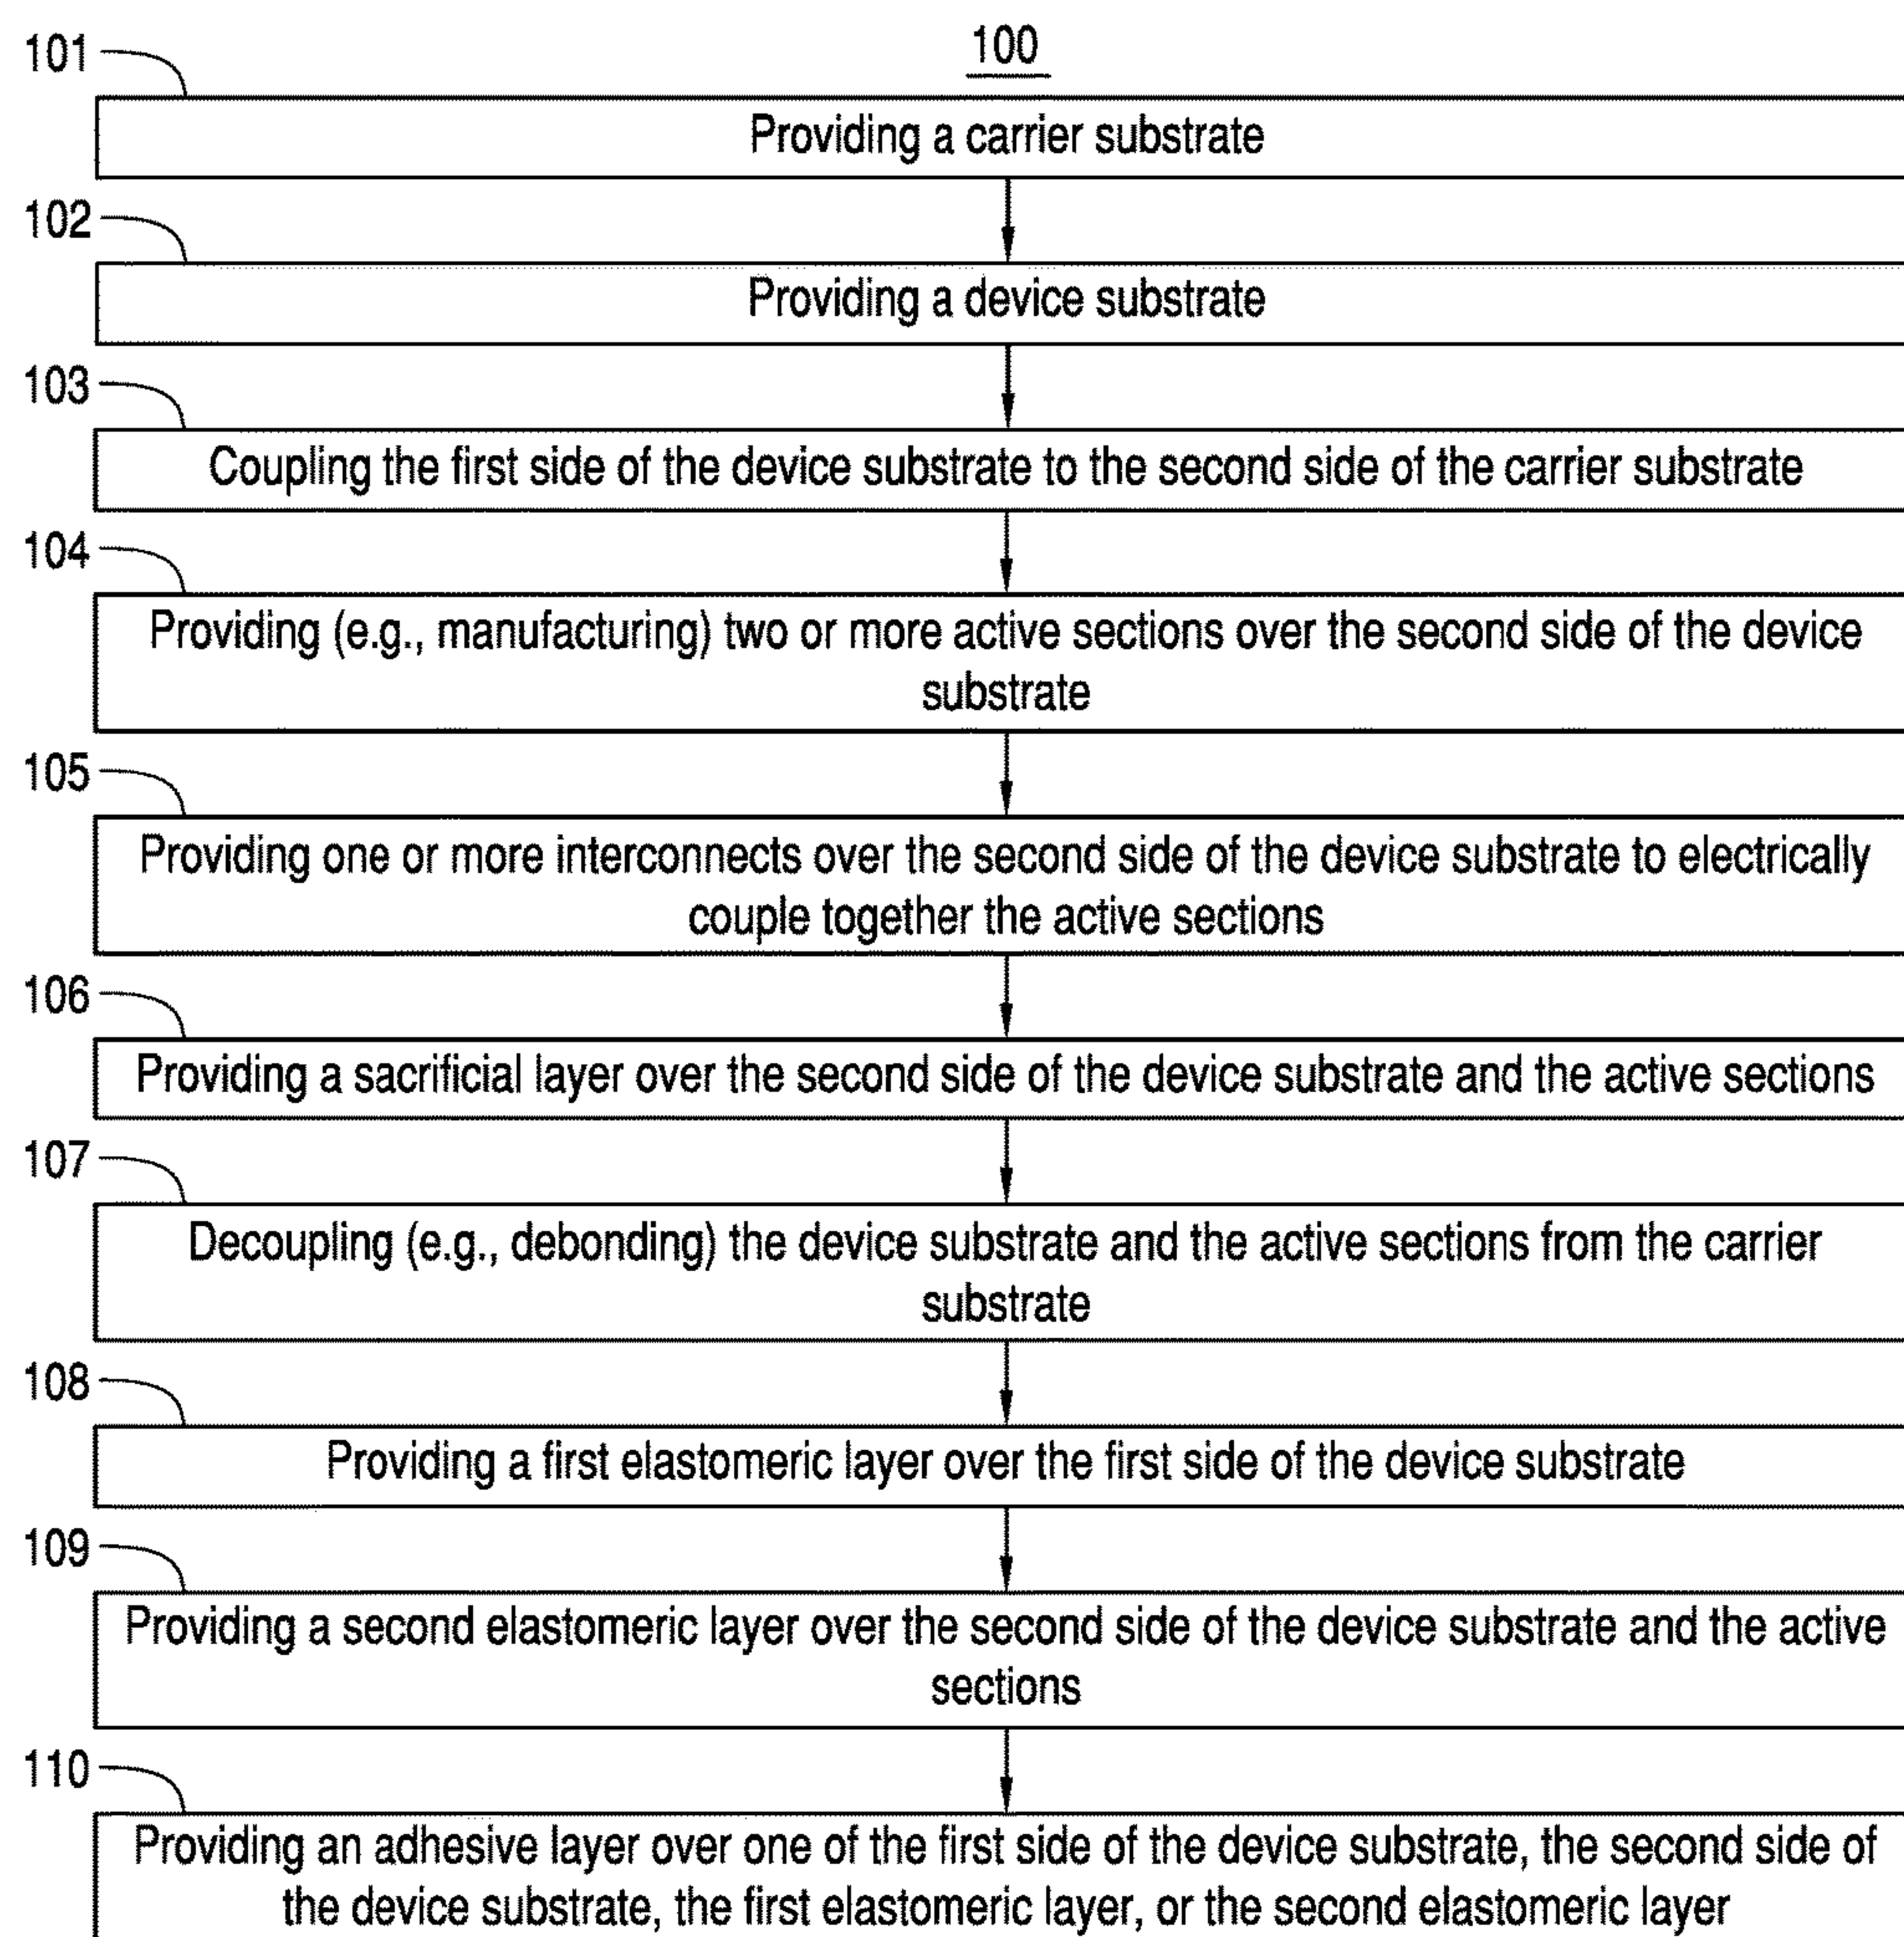 100
101
Providing a carrier substrate
102
Providing a device substrate
103
Coupling the first side of the device substrate to the second side of the carrier substrate
104
Providing (e.g., manufacturing) two or more active sections over the second side of the device
substrate
105
Providing one or more interconnects over the second side of the device substrate to electrically
couple together the active sections
106
Providing a sacrificial layer over the second side of the device substrate and the active sections
107
Decoupling (e.g., debonding) the device substrate and the active sections from the carrier
substrate
108
Providing a first elastomeric layer over the first side of the device substrate
109
Providing a second elastomeric layer over the second side of the device substrate and the active
sections
110
Providing an adhesive layer over one of the first side of the device substrate, the second side of
the device substrate, the first elastomeric layer, or the second elastomeric layer